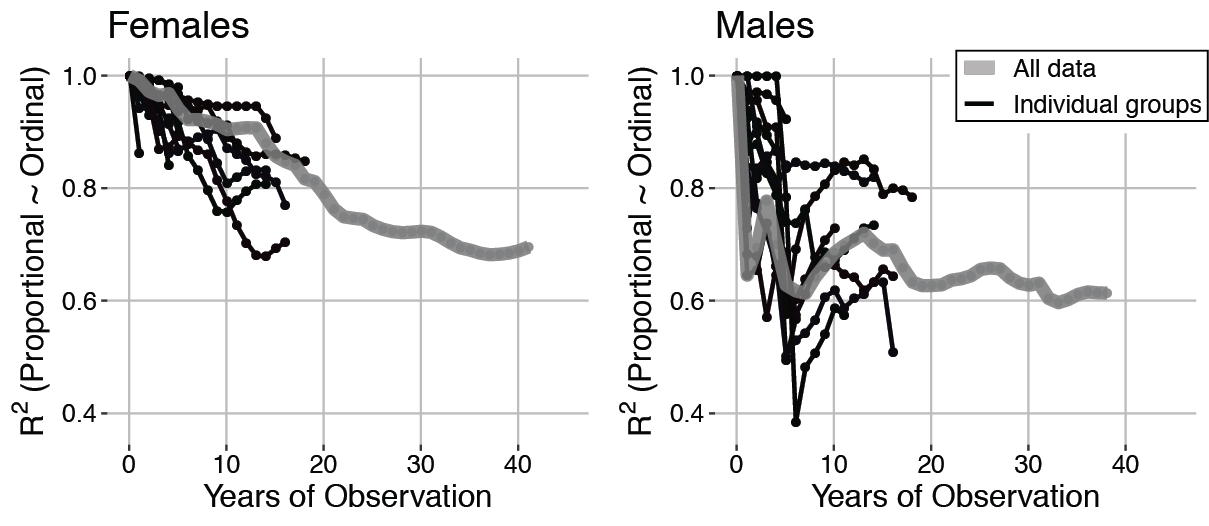 Females
R² (Proportional ~ Ordinal)
1.0
0.8
0.6
0.4
0 10 20 30 40
Years of Observation
Males
All data
Individual groups
R² (Proportional ~ Ordinal)
1.0
0.8
0.6
0.4
0 10 20 30 40
Years of Observation